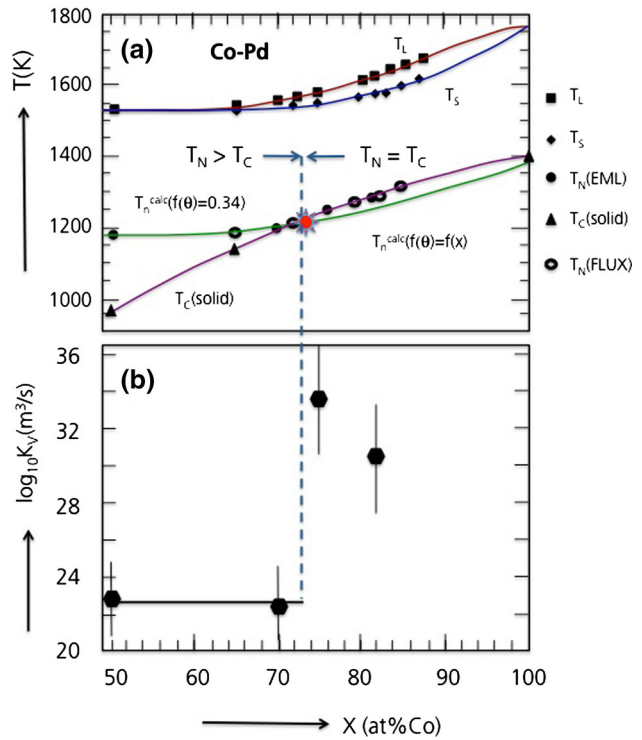 1800
(a)
Co-Pd
T_L
T(K)
1600
T_S
1400
T_N > T_C
T_N = T_C
T_n^calc(f(θ)=0.34)
1200
T_n^calc(f(θ)=f(x)
1000
T_C(solid)
T_L
T_S
T_N(EML)
T_C(solid)
T_N(FLUX)
36
(b)
32
log₁₀K_V(m³/s)
28
24
23
20
50
60
70
80
90
100
X (at%Co)